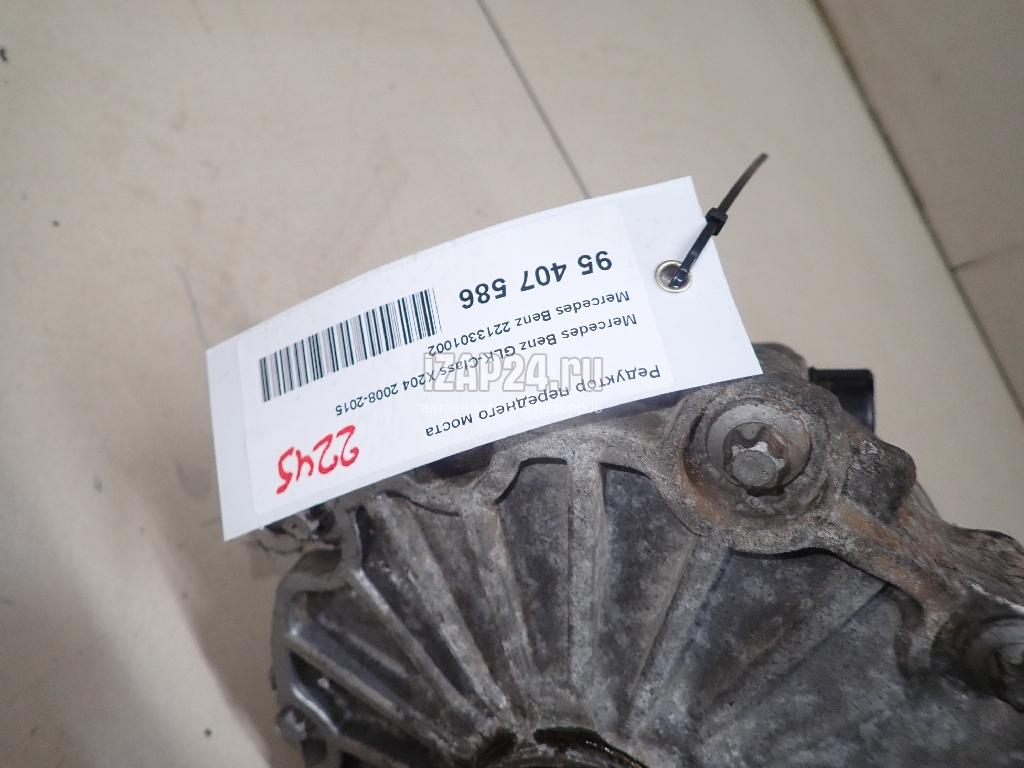 Редуктор переднего моста
Mercedes Benz GLK-Class X204 2008-2015
Mercedes Benz 2213301002
95 407 586
2245
iZAP24.ru